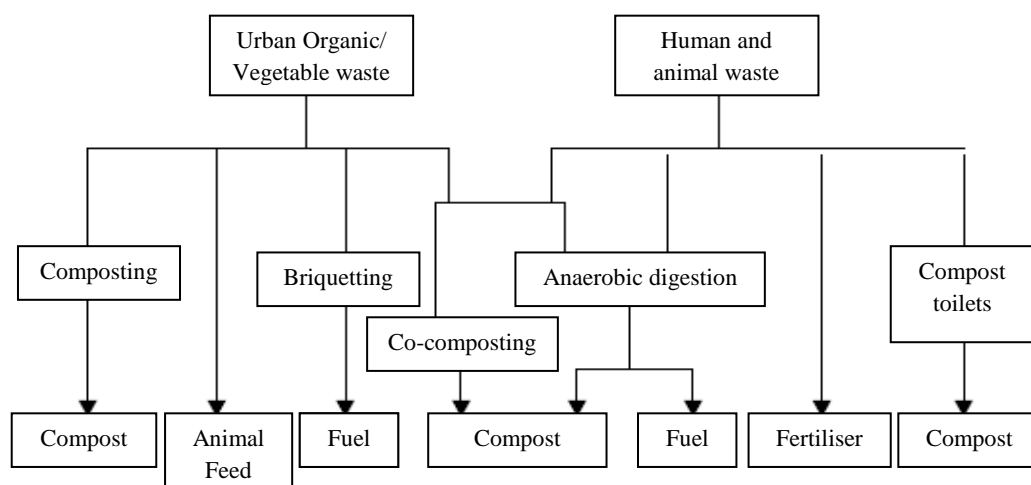 Urban Organic/
Vegetable waste
Human and
animal waste
Composting
Briquetting
Anaerobic digestion
Compost
toilets
Co-composting
Compost
Animal
Feed
Fuel
Compost
Fuel
Fertiliser
Compost